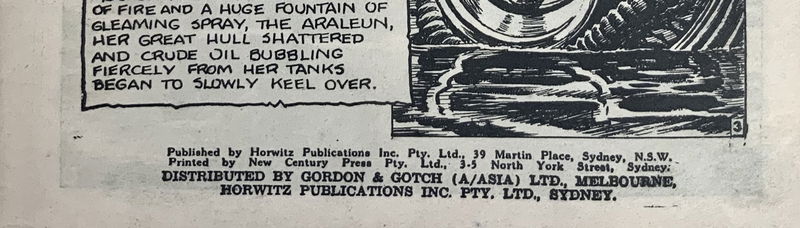 OF FIRE AND A HUGE FOUNTAIN OF
GLEAMING SPRAY, THE ARALEUN,
HER GREAT HULL SHATTERED
AND CRUDE OIL BUBBLING
FIERCELY FROM HER TANKS
BEGAN TO SLOWLY KEEL OVER.
3
Published by Horwitz Publications Inc. Pty. Ltd., 39 Martin Place, Sydney, N.S.W.
Printed by New Century Press Pty. Ltd., 3-5 North York Street, Sydney.
DISTRIBUTED BY GORDON & GOTCH (A/ASIA) LTD., MELBOURNE,
HORWITZ PUBLICATIONS INC. PTY. LTD., SYDNEY.